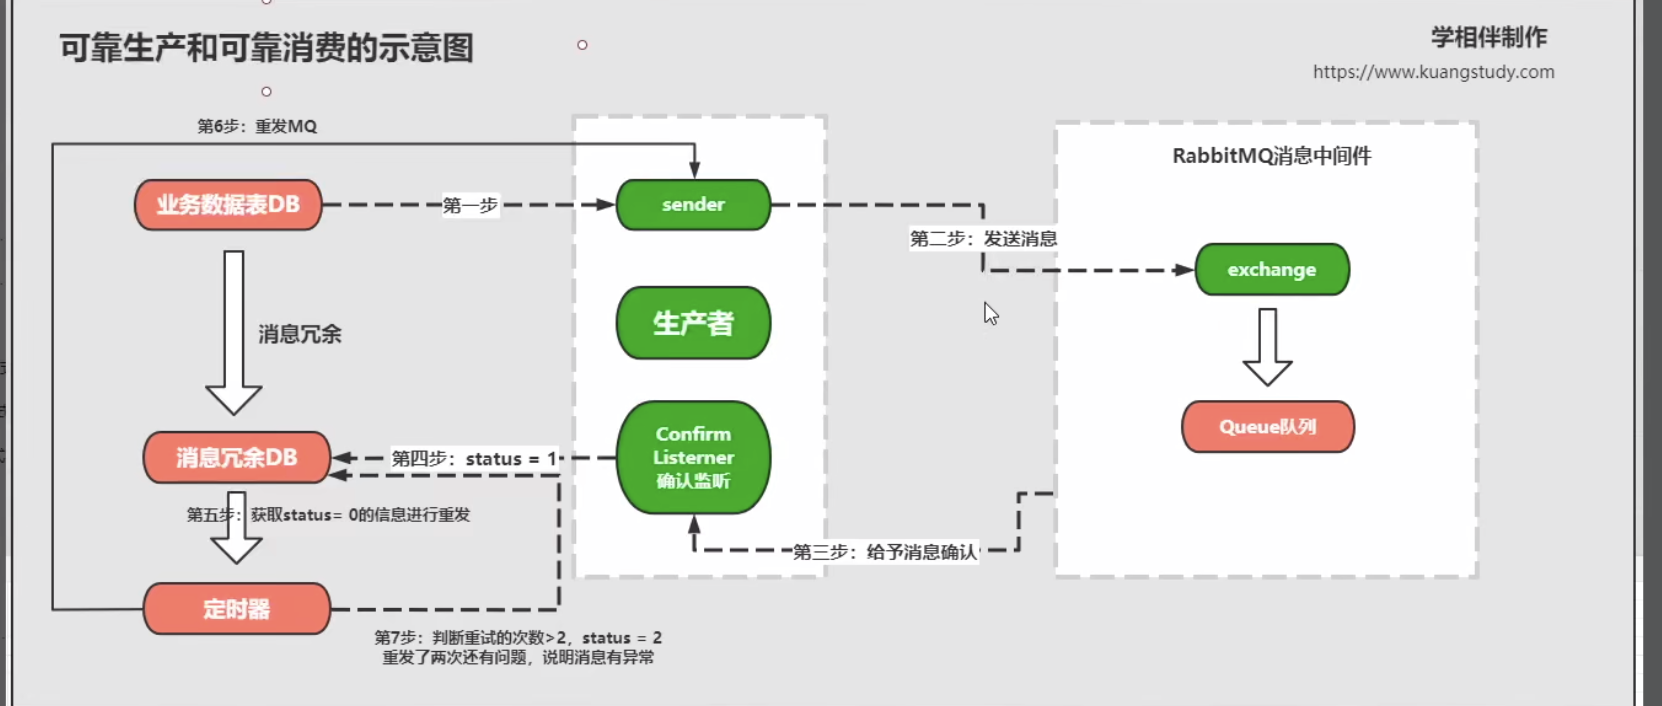 可靠生产和可靠消费的示意图
学相伴制作
https://www.kuangstudy.com
第6步：重发MQ
RabbitMQ消息中间件
业务数据表DB
第一步
sender
第二步：发送消息
exchange
生产者
消息冗余
Queue队列
Confirm
Listerner
确认监听
消息冗余DB
第四步：status = 1
第五步：获取status= 0的信息进行重发
第三步：给予消息确认
定时器
第7步：判断重试的次数>2，status = 2
重发了两次还有问题，说明消息有异常